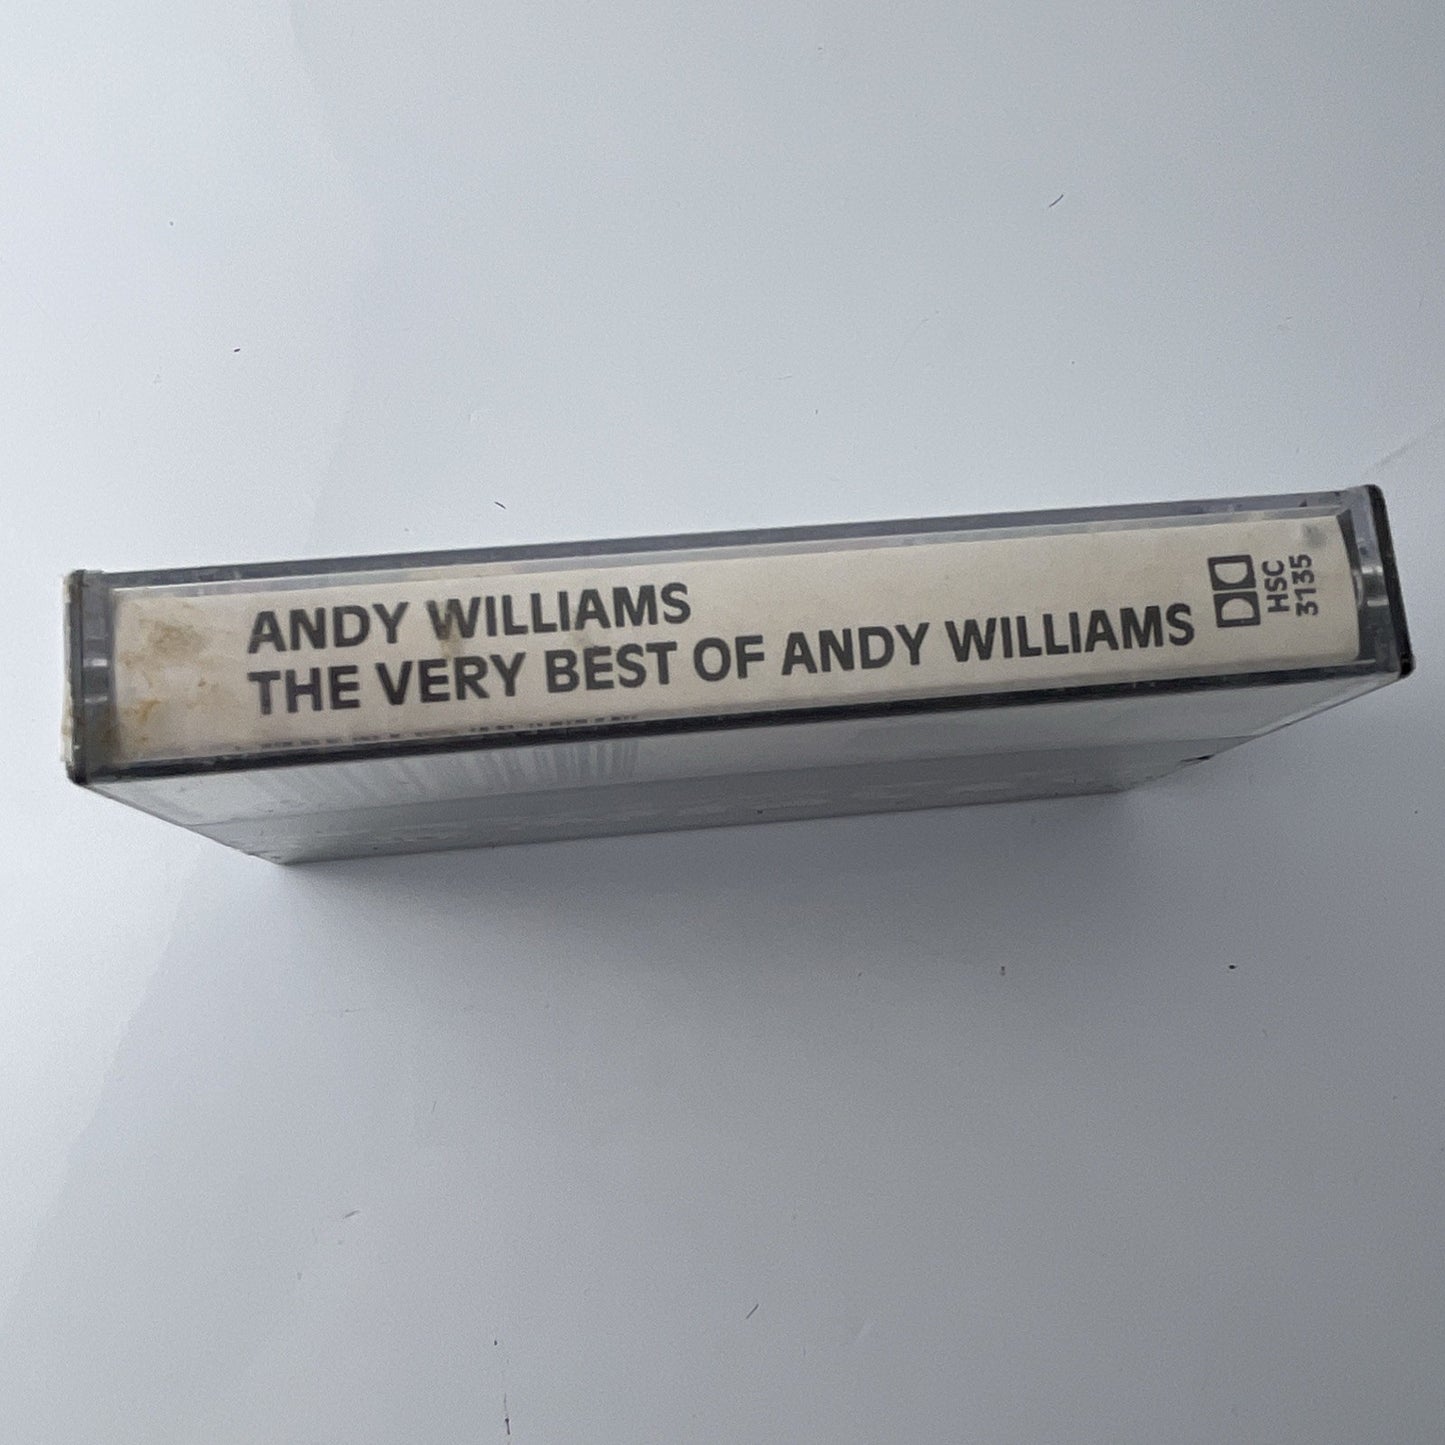 ANDY WILLIAMS
THE VERY BEST OF ANDY WILLIAMS
HSC
3135